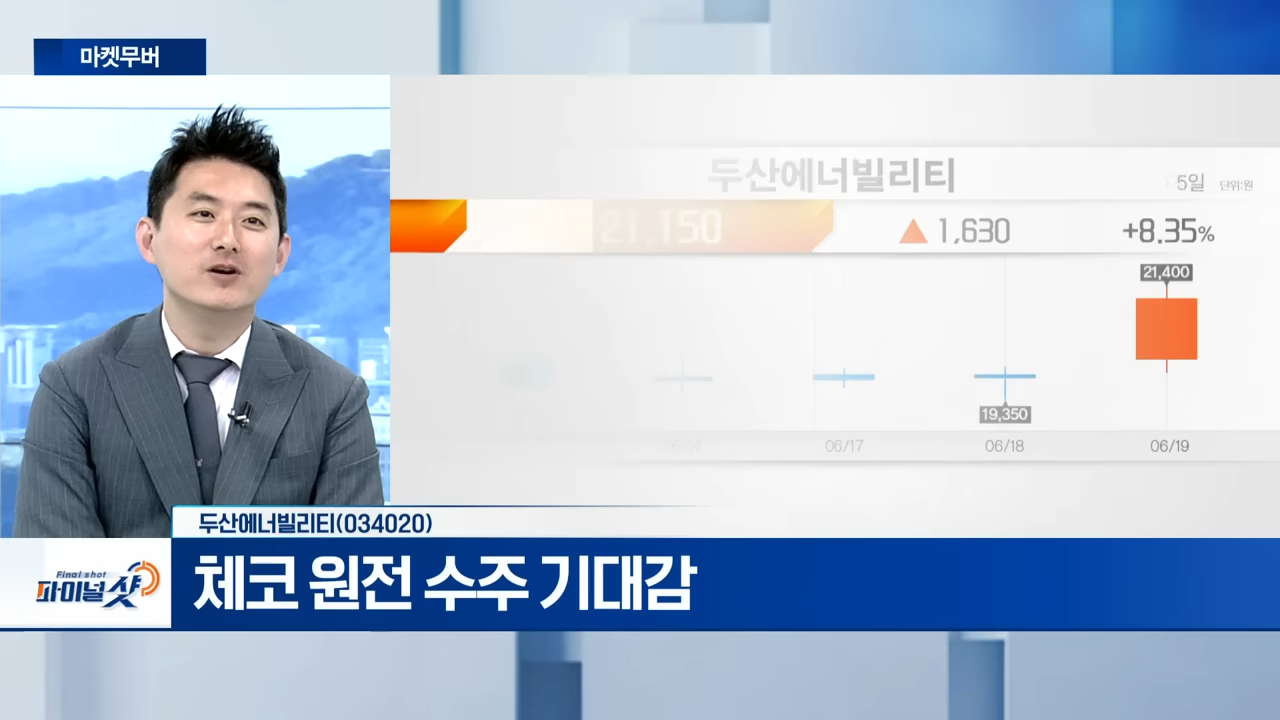 마켓무버
두산에너빌리티
5일 단위:원
21,150 ▲ 1,630 +8.35%
21,400
19,350
06/17 06/18 06/19
두산에너빌리티(034020)
Final shot
파이널샷
체코 원전 수주 기대감